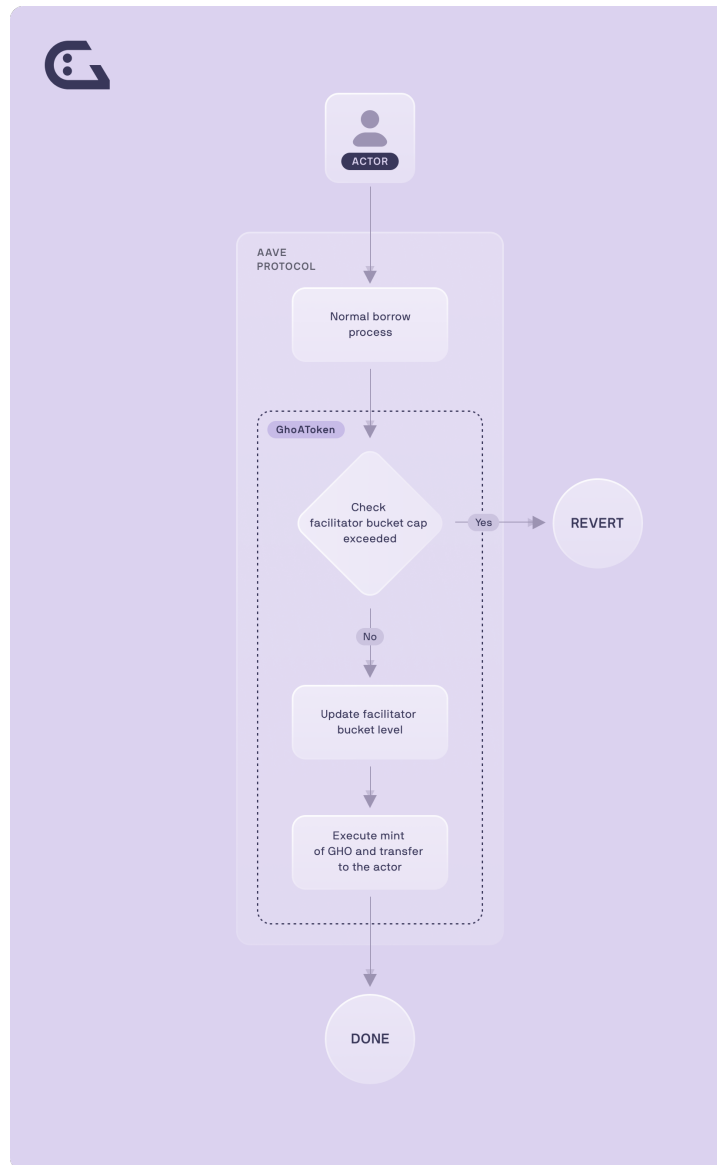 ACTOR
AAVE
PROTOCOL
Normal borrow
process
GhoAToken
Check
facilitator bucket cap
exceeded
Yes
REVERT
No
Update facilitator
bucket level
Execute mint
of GHO and transfer
to the actor
DONE